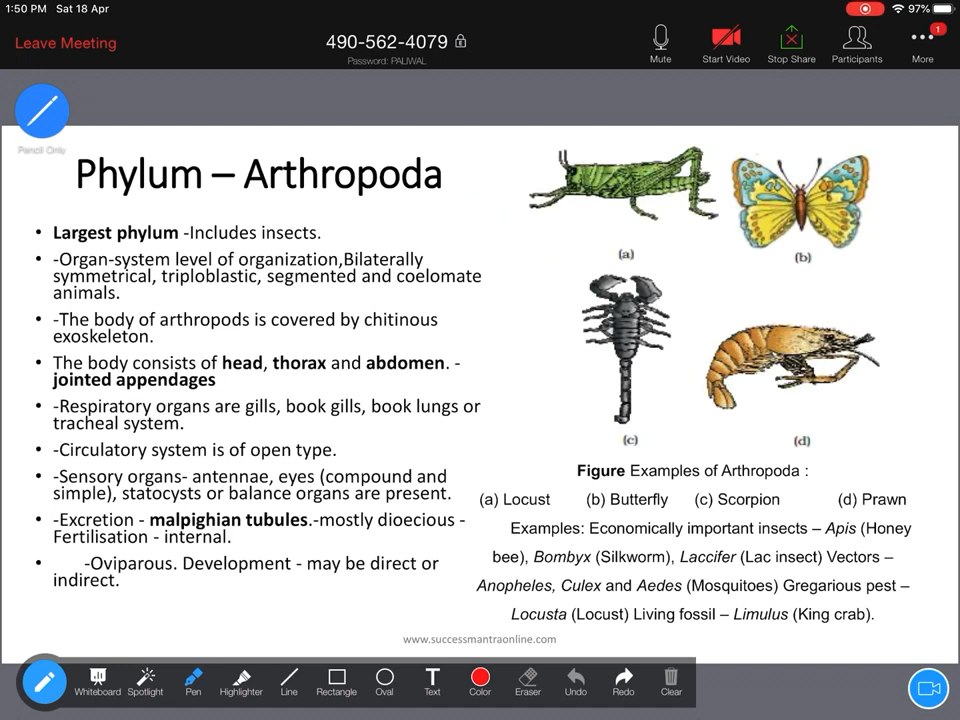 1:50 PM Sat 18 Apr
97%
Leave Meeting
490-562-4079
Password: PALIWAL
Mute
Start Video
Stop Share
Participants
More
1
Pencil Only
Phylum – Arthropoda
• Largest phylum -Includes insects.
• -Organ-system level of organization,Bilaterally
symmetrical, triploblastic, segmented and coelomate
animals.
• -The body of arthropods is covered by chitinous
exoskeleton.
• The body consists of head, thorax and abdomen. -
jointed appendages
• -Respiratory organs are gills, book gills, book lungs or
tracheal system.
• -Circulatory system is of open type.
• -Sensory organs- antennae, eyes (compound and
simple), statocysts or balance organs are present.
• -Excretion - malpighian tubules.-mostly dioecious -
Fertilisation - internal.
• -Oviparous. Development - may be direct or
indirect.
(a)
(b)
(c)
(d)
Figure Examples of Arthropoda :
(a) Locust (b) Butterfly (c) Scorpion (d) Prawn
Examples: Economically important insects – Apis (Honey
bee), Bombyx (Silkworm), Laccifer (Lac insect) Vectors –
Anopheles, Culex and Aedes (Mosquitoes) Gregarious pest –
Locusta (Locust) Living fossil – Limulus (King crab).
www.successmantraonline.com
Whiteboard
Spotlight
Pen
Highlighter
Line
Rectangle
Oval
T
Text
Color
Eraser
Undo
Redo
Clear